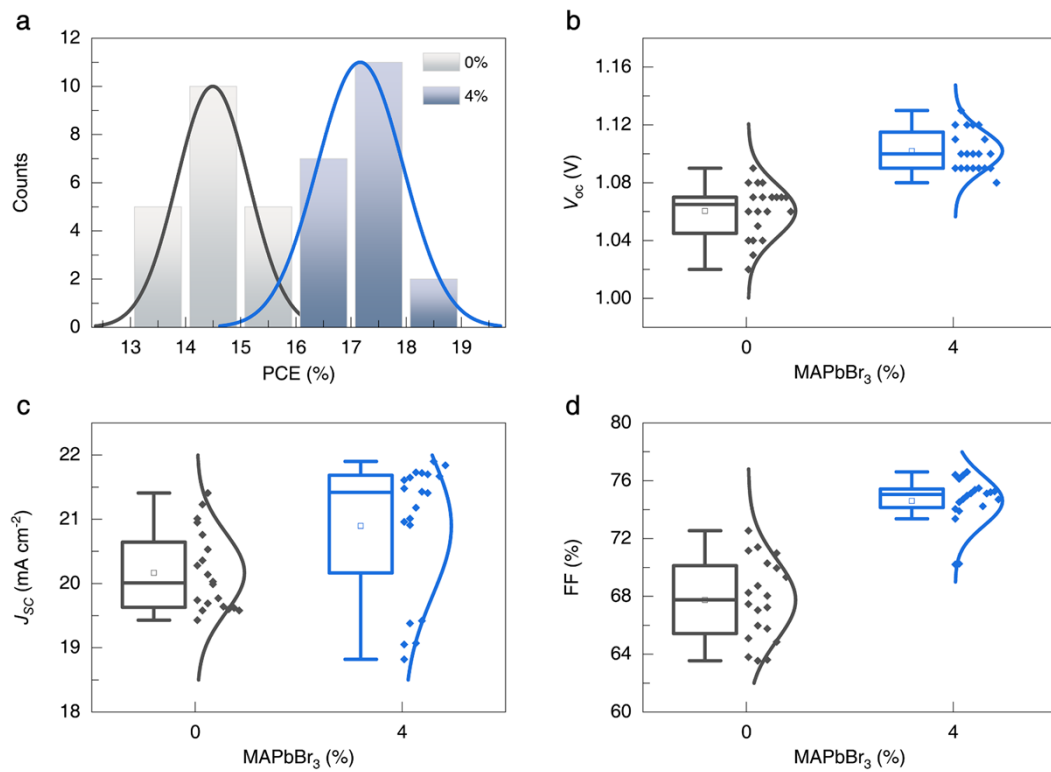 a
12
10
8
6
4
2
0
Counts
0%
4%
13 14 15 16 17 18 19
PCE (%)
b
1.16
1.12
1.08
1.04
1.00
V_oc (V)
0 4
MAPbBr₃ (%)
c
22
21
20
19
18
J_SC (mA cm⁻²)
0 4
MAPbBr₃ (%)
d
80
76
72
68
64
60
FF (%)
0 4
MAPbBr₃ (%)